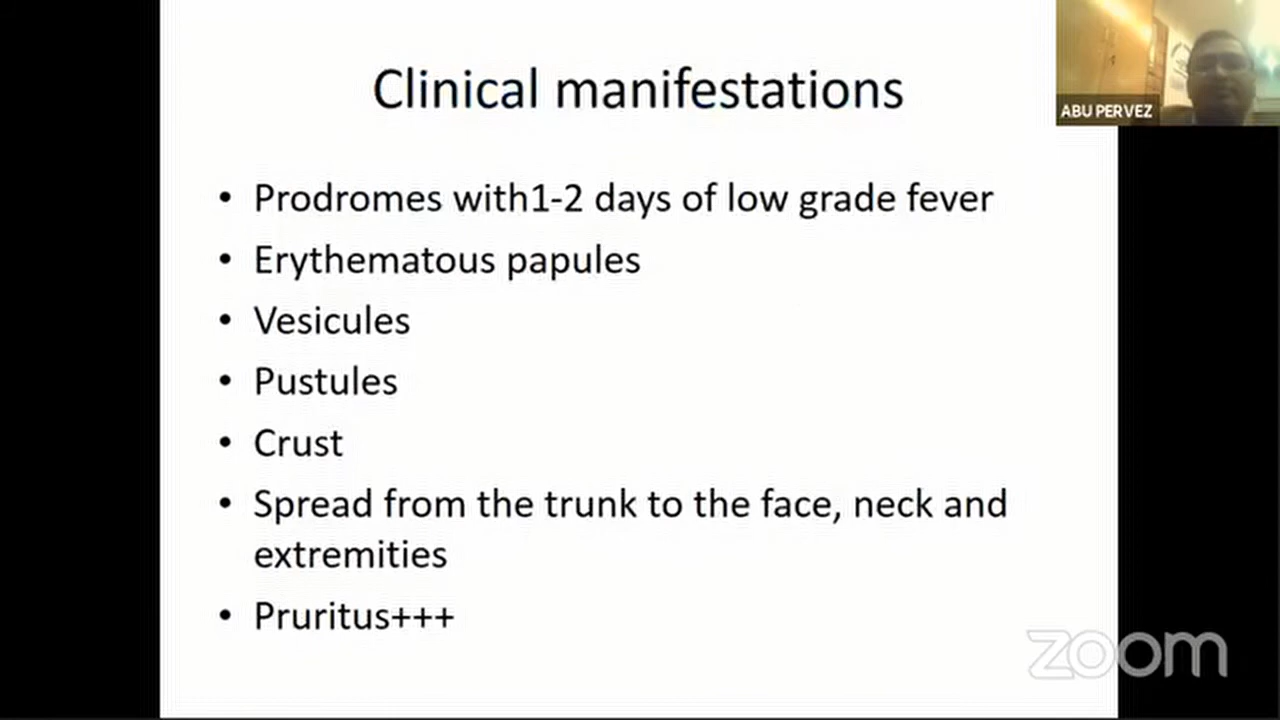 Clinical manifestations
ABU PERVEZ
• Prodromes with1-2 days of low grade fever
• Erythematous papules
• Vesicules
• Pustules
• Crust
• Spread from the trunk to the face, neck and
extremities
• Pruritus+++
zoom